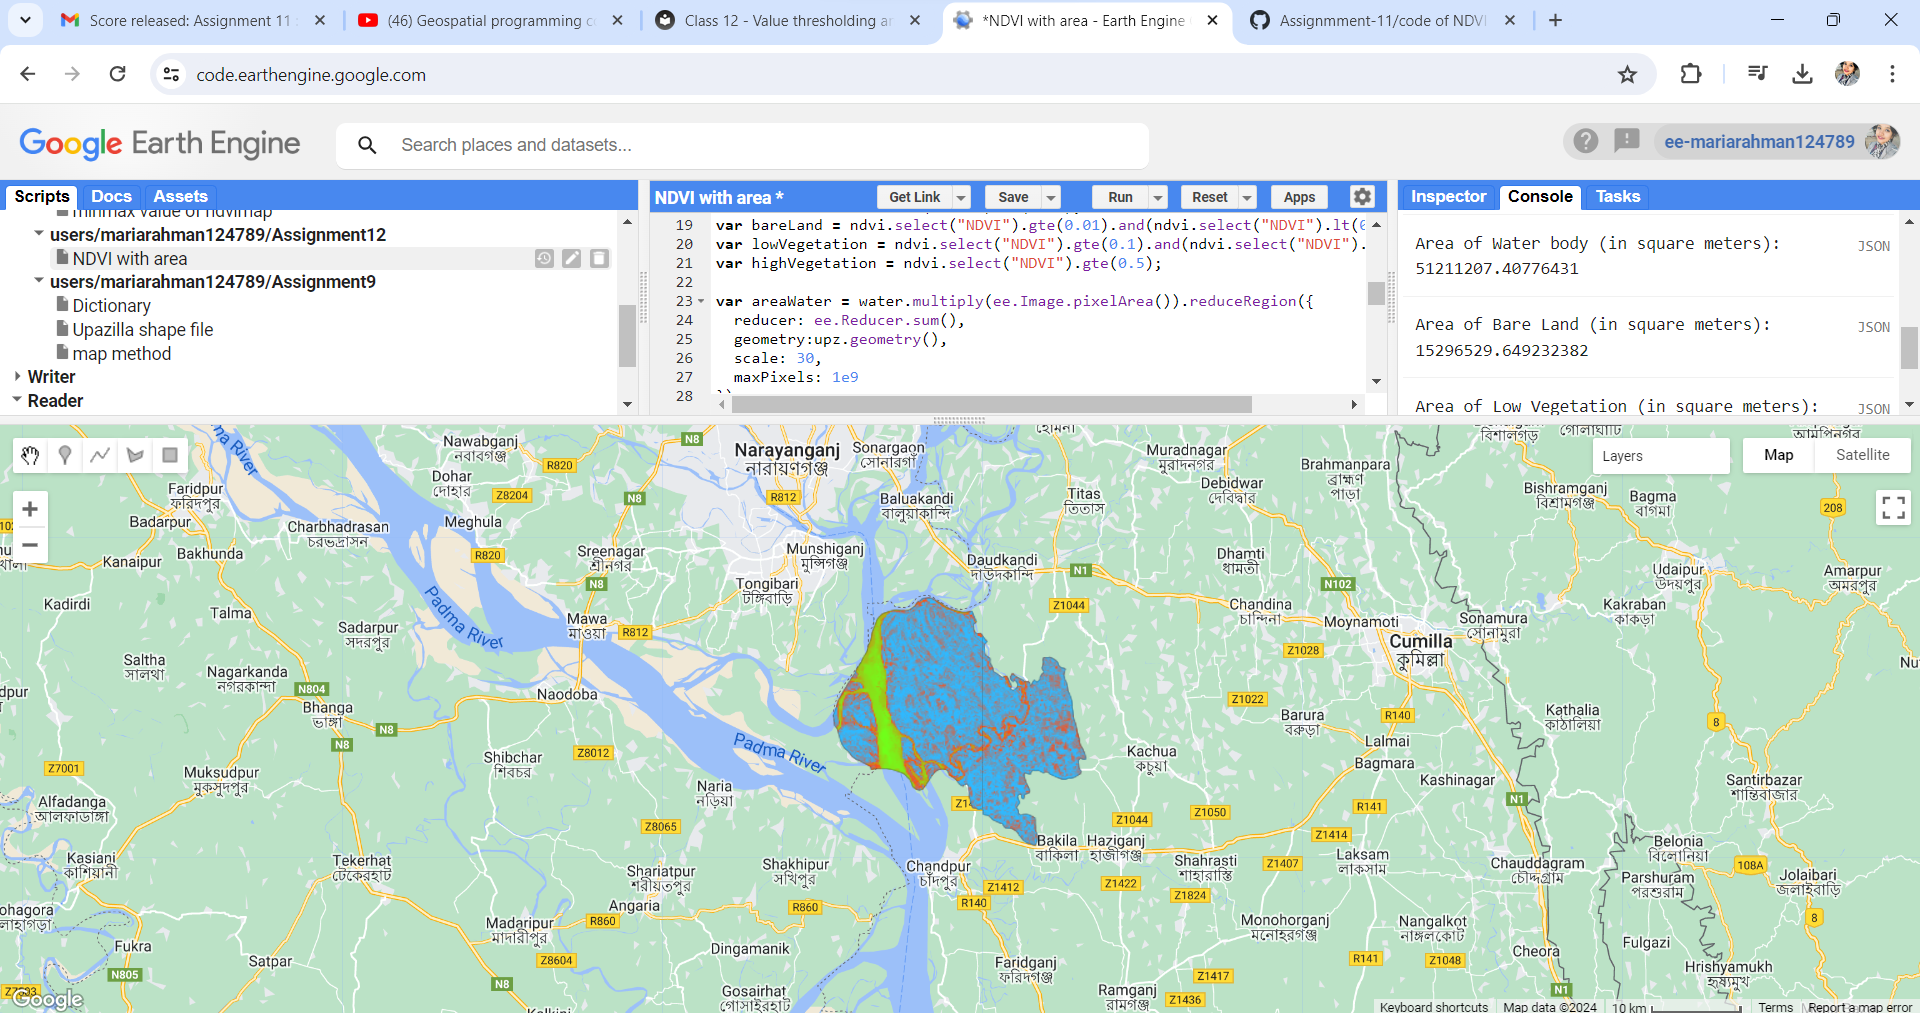 Score released: Assignment 11
(46) Geospatial programming c
Class 12 - Value thresholding ar
*NDVI with area - Earth Engine
Assignmment-11/code of NDVI
code.earthengine.google.com
Google Earth Engine
Search places and datasets...
ee-mariarahman124789
Scripts Docs Assets
minmax value of ndvimap
users/mariarahman124789/Assignment12
NDVI with area
users/mariarahman124789/Assignment9
Dictionary
Upazilla shape file
map method
Writer
Reader
NDVI with area *
Get Link
Save
Run
Reset
Apps
19 var bareLand = ndvi.select("NDVI").gte(0.01).and(ndvi.select("NDVI").lt(0
20 var lowVegetation = ndvi.select("NDVI").gte(0.1).and(ndvi.select("NDVI").
21 var highVegetation = ndvi.select("NDVI").gte(0.5);
22
23 var areaWater = water.multiply(ee.Image.pixelArea()).reduceRegion({
24 reducer: ee.Reducer.sum(),
25 geometry:upz.geometry(),
26 scale: 30,
27 maxPixels: 1e9
28
Inspector Console Tasks
Area of Water body (in square meters):
JSON
51211207.40776431
Area of Bare Land (in square meters):
JSON
15296529.649232382
Area of Low Vegetation (in square meters):
JSON
Layers
Map
Satellite
ma River
Nawabganj
নবাবগঞ্জ
N8
Narayanganj
নারায়ণগঞ্জ
Sonargaon
সোনারগাঁ
হোমনা
Muradnagar
মুরাদনগর
Brahmanpara
ব্রাহ্মণ
পাড়া
বিশালগড়
গোলাঘাটি
আমপিনগর
R820
Dohar
দোহার
Z8204
N8
R812
Faridpur
ফরিদপুর
Badarpur
Baluakandi
বালুয়াকান্দি
Titas
তিতাস
Debidwar
দেবিদ্বার
Bishramganj
বিশ্রামগঞ্জ
Bagma
বাগমা
208
Charbhadrasan
চরভদ্রাসন
Meghula
R820
Kanaipur
Bakhunda
Sreenagar
শ্রীনগর
N8
Munshiganj
মুন্সিগঞ্জ
Daudkandi
দাউদকান্দি
N1
Dhamti
ধামতী
N102
Udaipur
উদয়পুর
Amarpur
অমরপুর
Kadirdi
Talma
Padma River
Mawa
মাওয়া
R812
Tongibari
টঙ্গিবাড়ি
Z1044
Chandina
চান্দিনা
Moynamoti
Sonamura
সোনামুরা
Kakraban
কাকড়া
Sadarpur
সদরপুর
Cumilla
কুমিল্লা
Z1028
Saltha
সালথা
Nagarkanda
নগরকান্দা
N804
Naodoba
Z1022
Bhanga
ভাঙ্গা
N8
N8
Barura
বরুড়া
R140
Lalmai
Kathalia
কাঠালিয়া
8
Shibchar
শিবচর
Z8012
Padma River
Kachua
কচুয়া
Bagmara
Kashinagar
Z7001
Muksudpur
মুকসুদপুর
Naria
নড়িয়া
Santirbazar
শান্তিবাজার
N1
Alfadanga
আলফাডাঙ্গা
Z8065
R141
Z1044
Z1050
Z1414
Bakila
বাকিলা
Haziganj
হাজীগঞ্জ
Belonia
বিলোনিয়া
108A
Kasiani
কাশিয়ানী
Tekerhat
টেকেরহাট
Shariatpur
শরীয়তপুর
Shakhipur
সখিপুর
Chandpur
চাঁদপুর
Z1412
Z1422
Shahrasti
শাহারাস্তি
Z1407
Laksam
লাকসাম
Chauddagram
চৌদ্দগ্রাম
Parshuram
পরশুরাম
Jolaibari
জলাইবাড়ি
Z1824
Angaria
R860
R860
R140
Madaripur
মাদারীপুর
Monohorganj
মনোহরগঞ্জ
Nangalkot
নাঙ্গলকোট
8
Fukra
Dingamanik
Satpar
Z8604
Faridganj
ফরিদগঞ্জ
R141
Z1048
Cheora
Fulgazi
N805
N8
Z1417
Hrishyamukh
হৃষ্যমুখ
Gosairhat
গোসাইরহাট
Ramganj
রামগঞ্জ
Z1436
N1
Google
Keyboard shortcuts
Map data ©2024
10 km
Terms
Report a map error